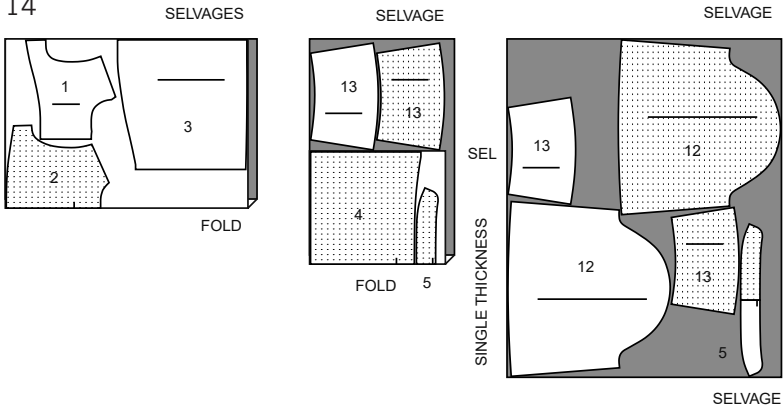 14
SELVAGES
1
3
2
FOLD
SELVAGE
13
13
4
FOLD 5
SELVAGE
SEL
13
12
SINGLE THICKNESS
12
13
5
SELVAGE